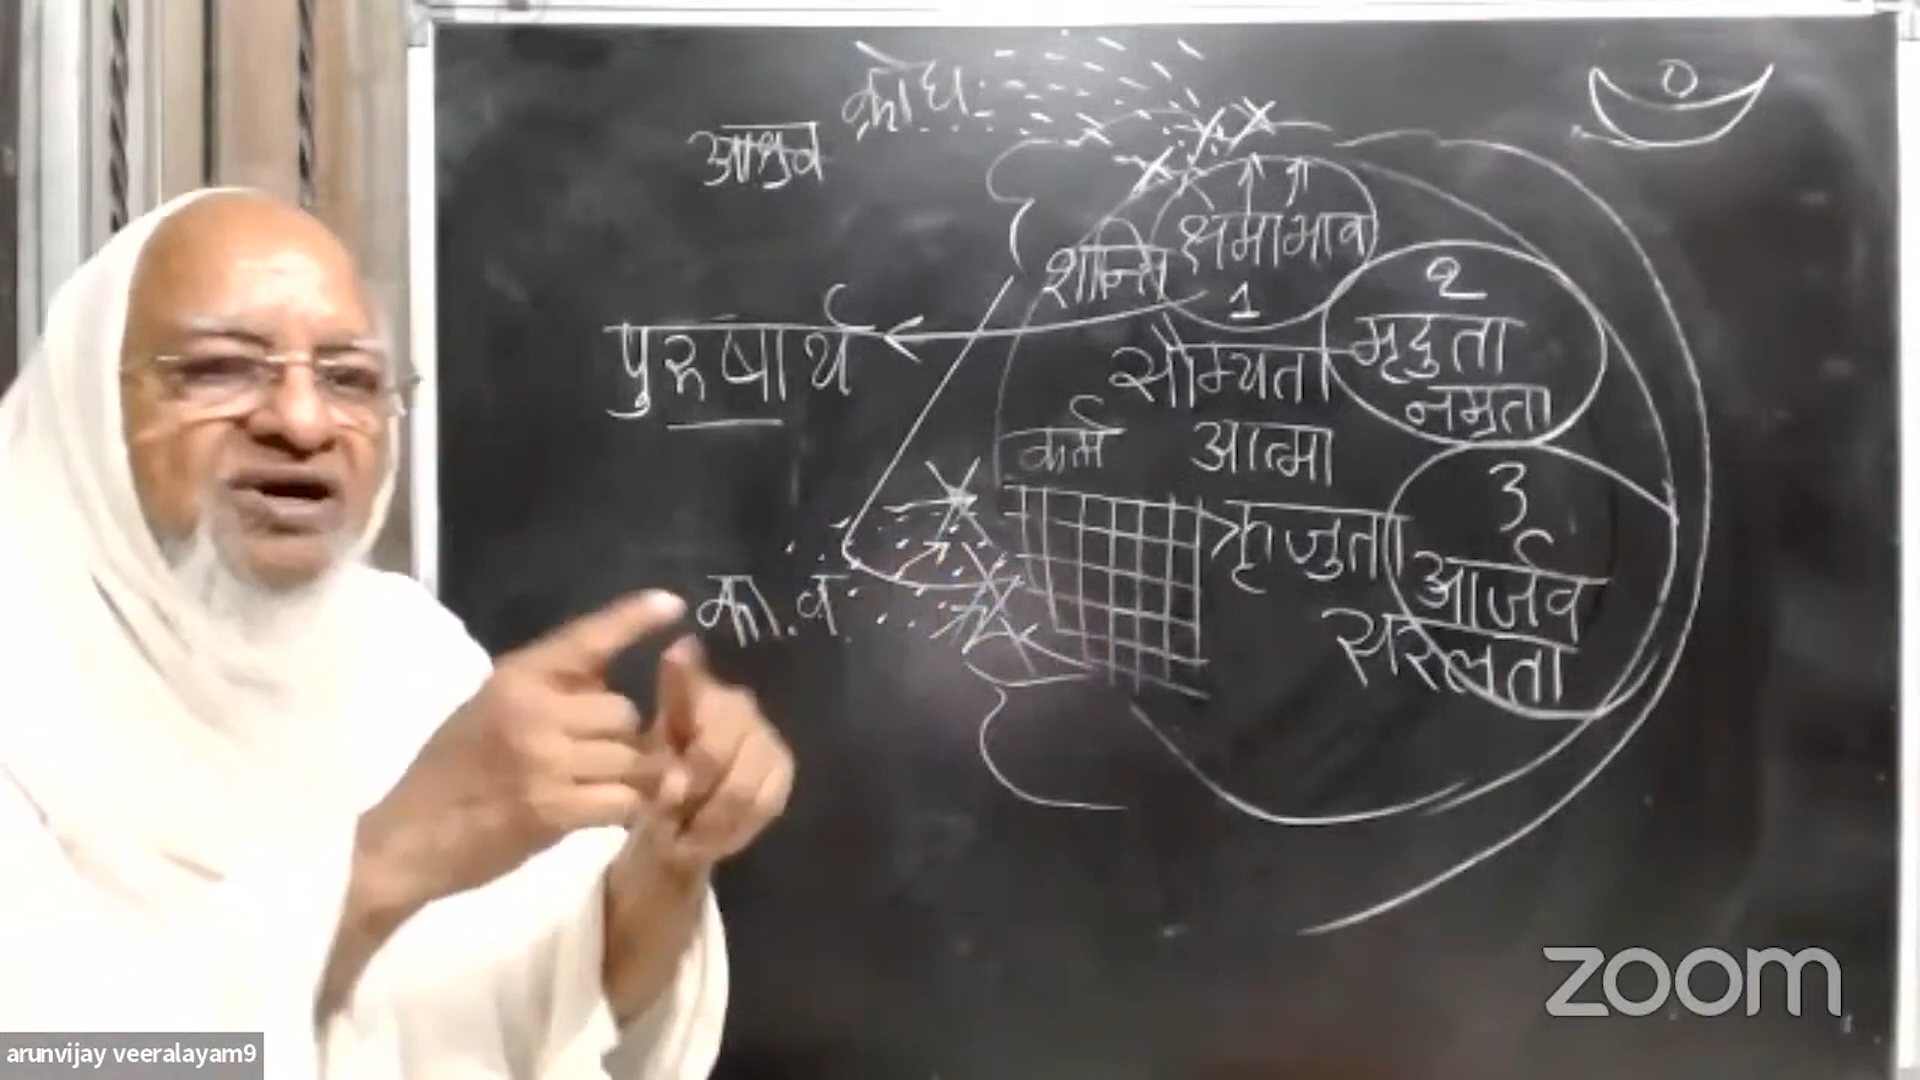 क्रोध
आश्रव
क्षमाभाव
शान्ति
1
2
पुरुषार्थ
मृदुता
सौम्यता
नम्रता
कर्म आत्मा
3
ऋजुता
आर्जव
का.व
सरलता
zoom
arunvijay veeralayam9